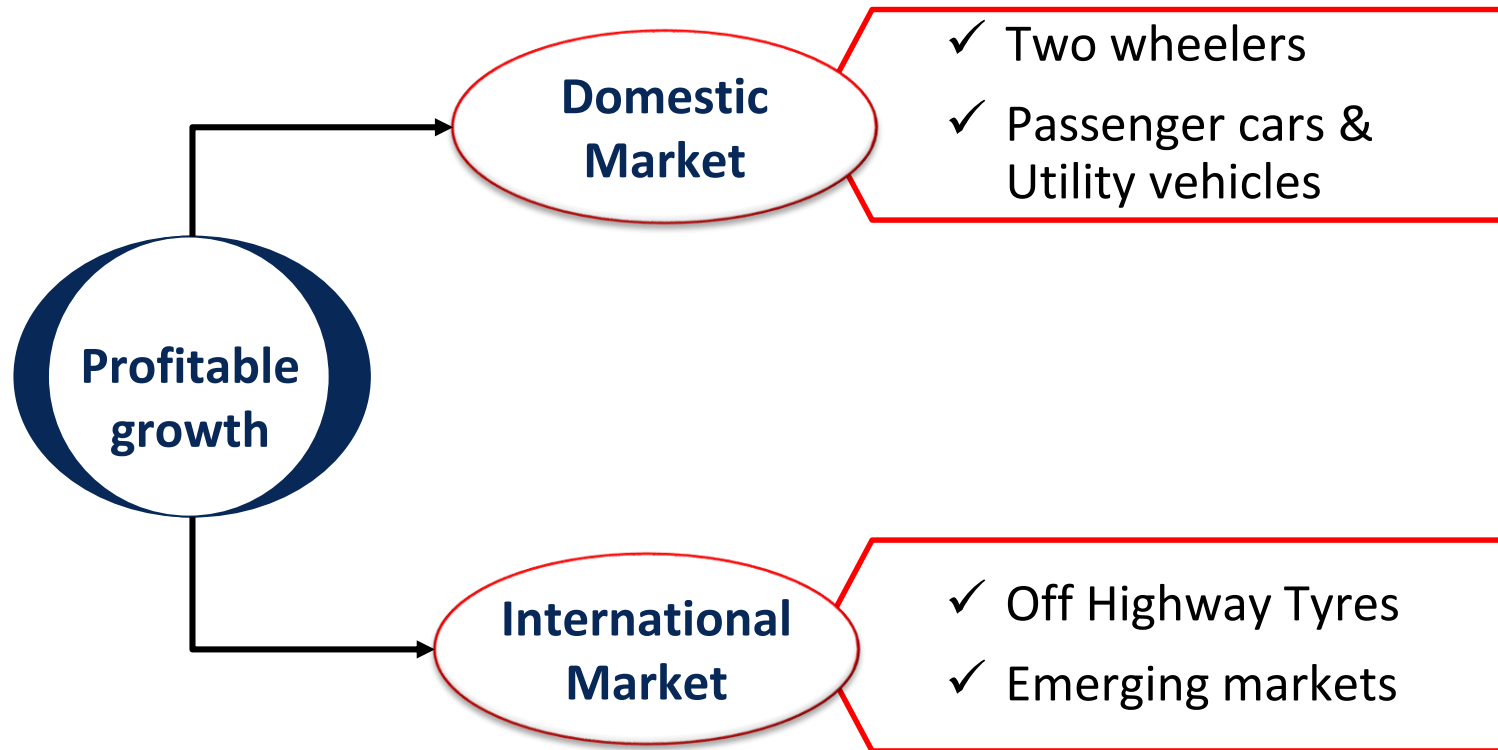 Profitable
growth
Domestic
Market
✓ Two wheelers
✓ Passenger cars &
Utility vehicles
International
Market
✓ Off Highway Tyres
✓ Emerging markets